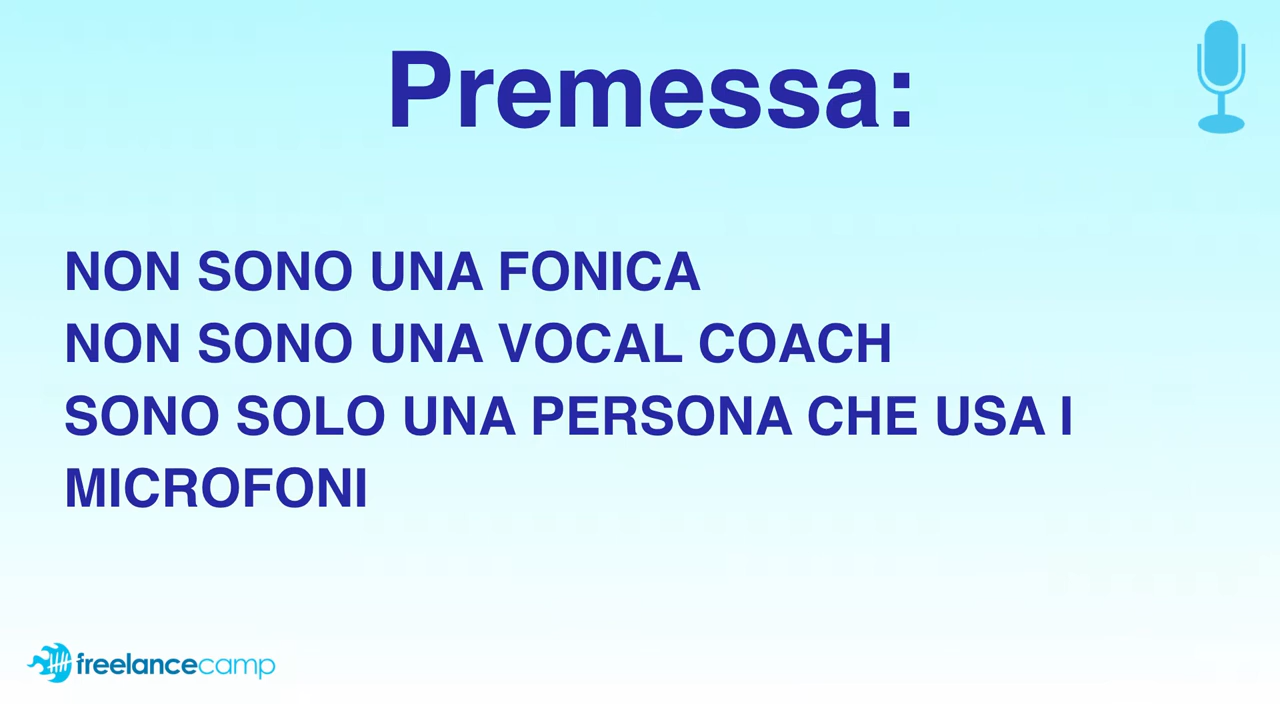 Premessa:
NON SONO UNA FONICA
NON SONO UNA VOCAL COACH
SONO SOLO UNA PERSONA CHE USA I
MICROFONI
freelancecamp